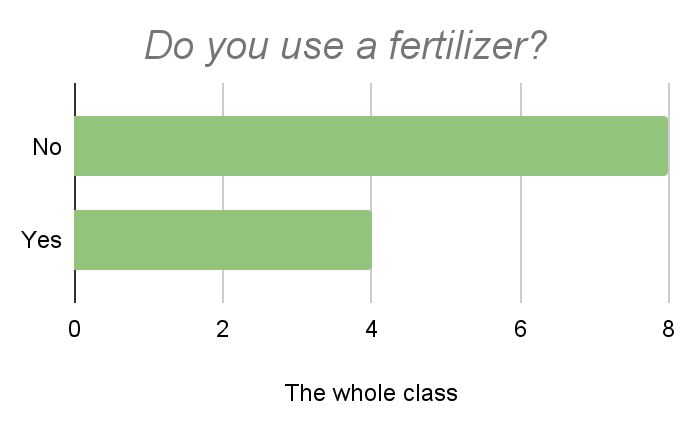 Do you use a fertilizer?
No
Yes
0 2 4 6 8
The whole class